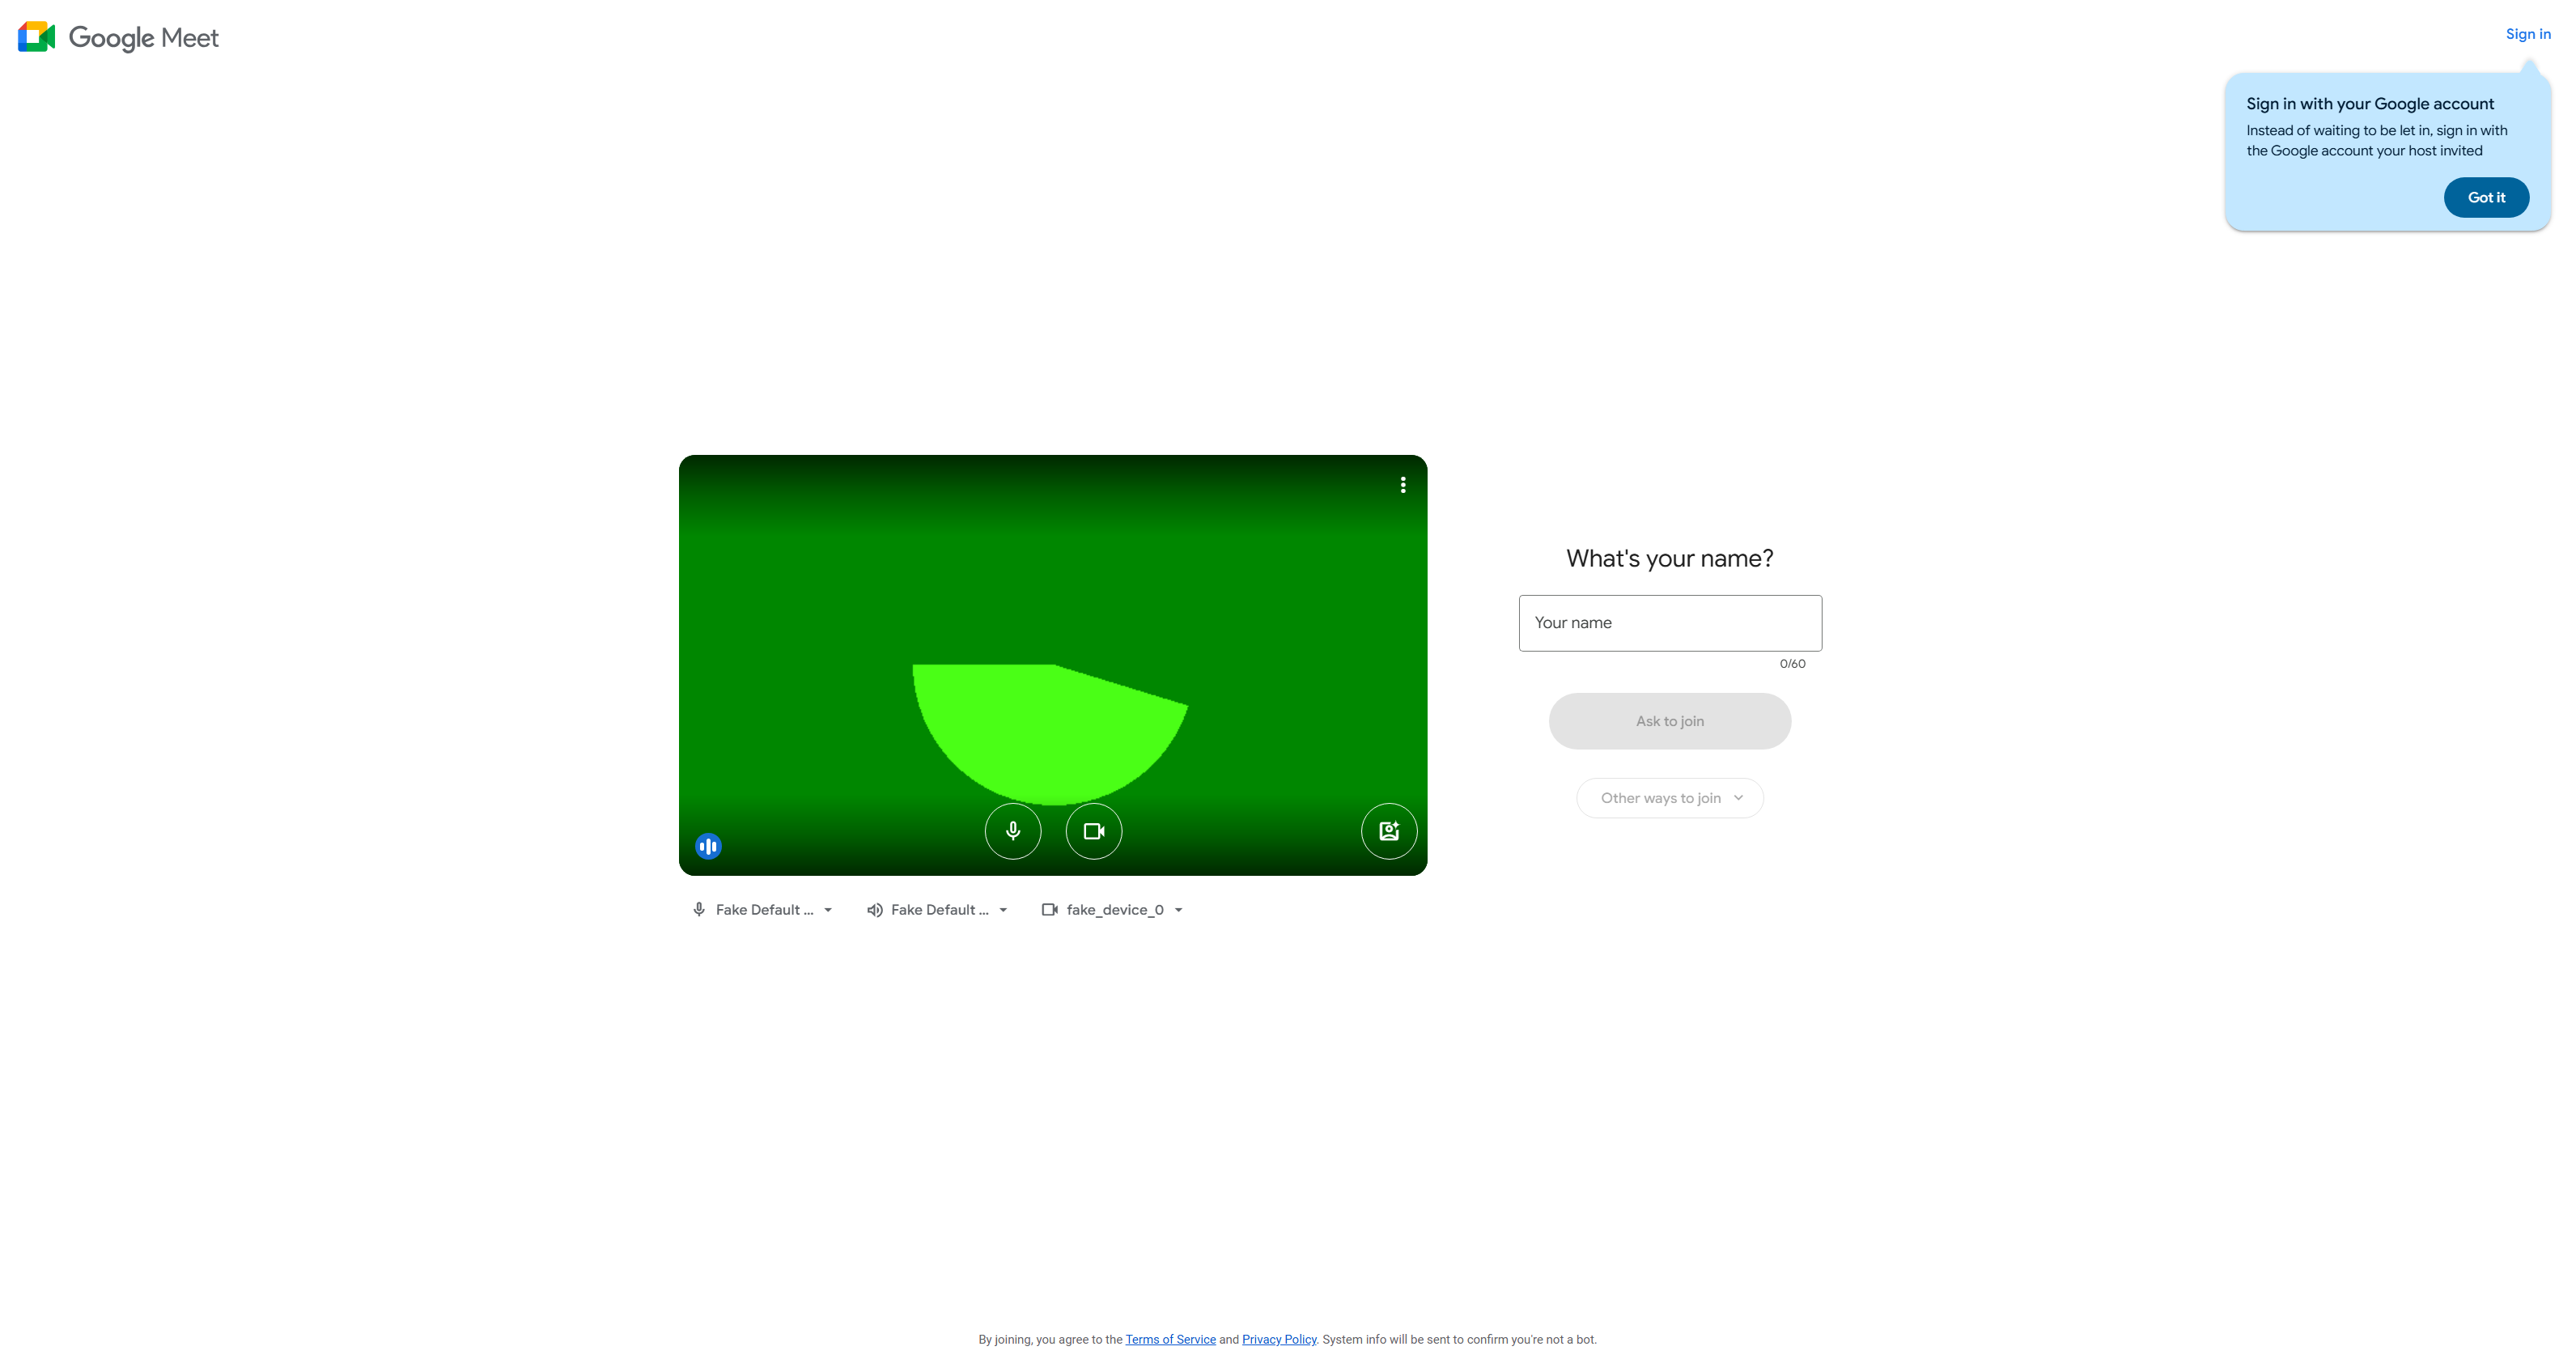 Google Meet
Sign in
Sign in with your Google account
Instead of waiting to be let in, sign in with
the Google account your host invited
Got it
What's your name?
Your name
0/60
Ask to join
Other ways to join
Fake Default ...
Fake Default ...
fake_device_0
By joining, you agree to the Terms of Service and Privacy Policy. System info will be sent to confirm you're not a bot.